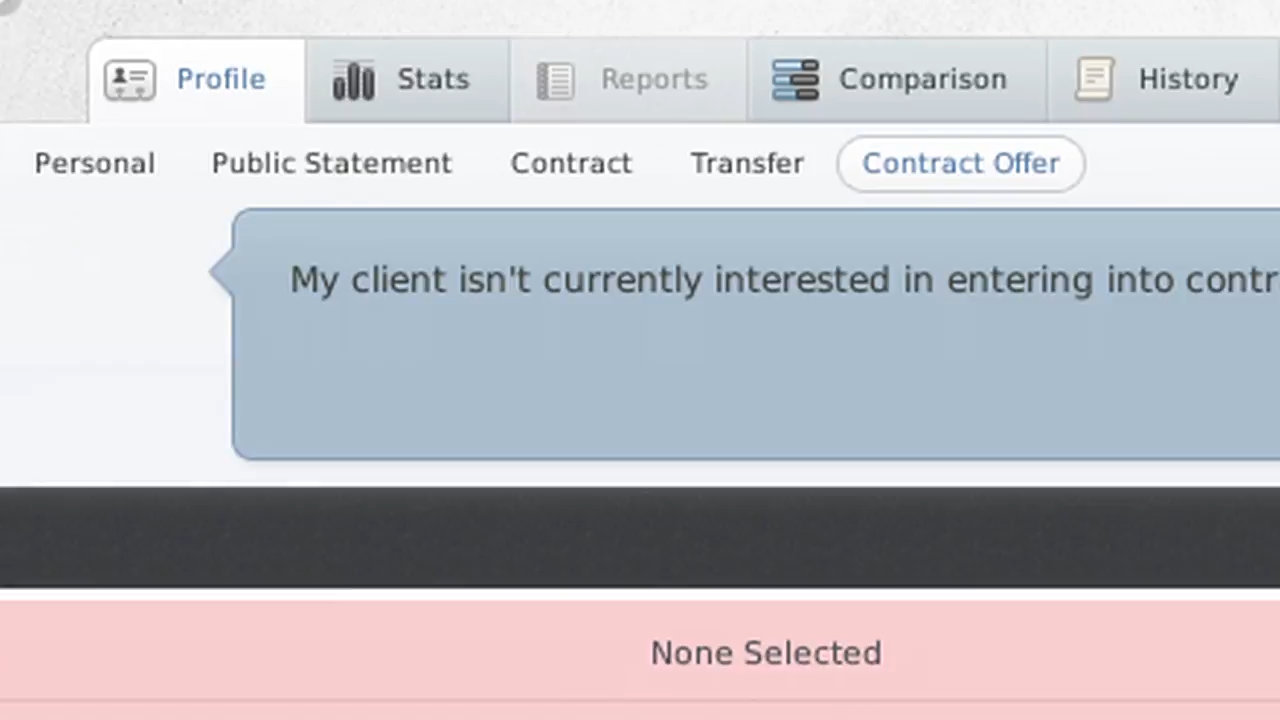 Profile Stats Reports Comparison History
Personal Public Statement Contract Transfer Contract Offer
My client isn't currently interested in entering into
None Selected